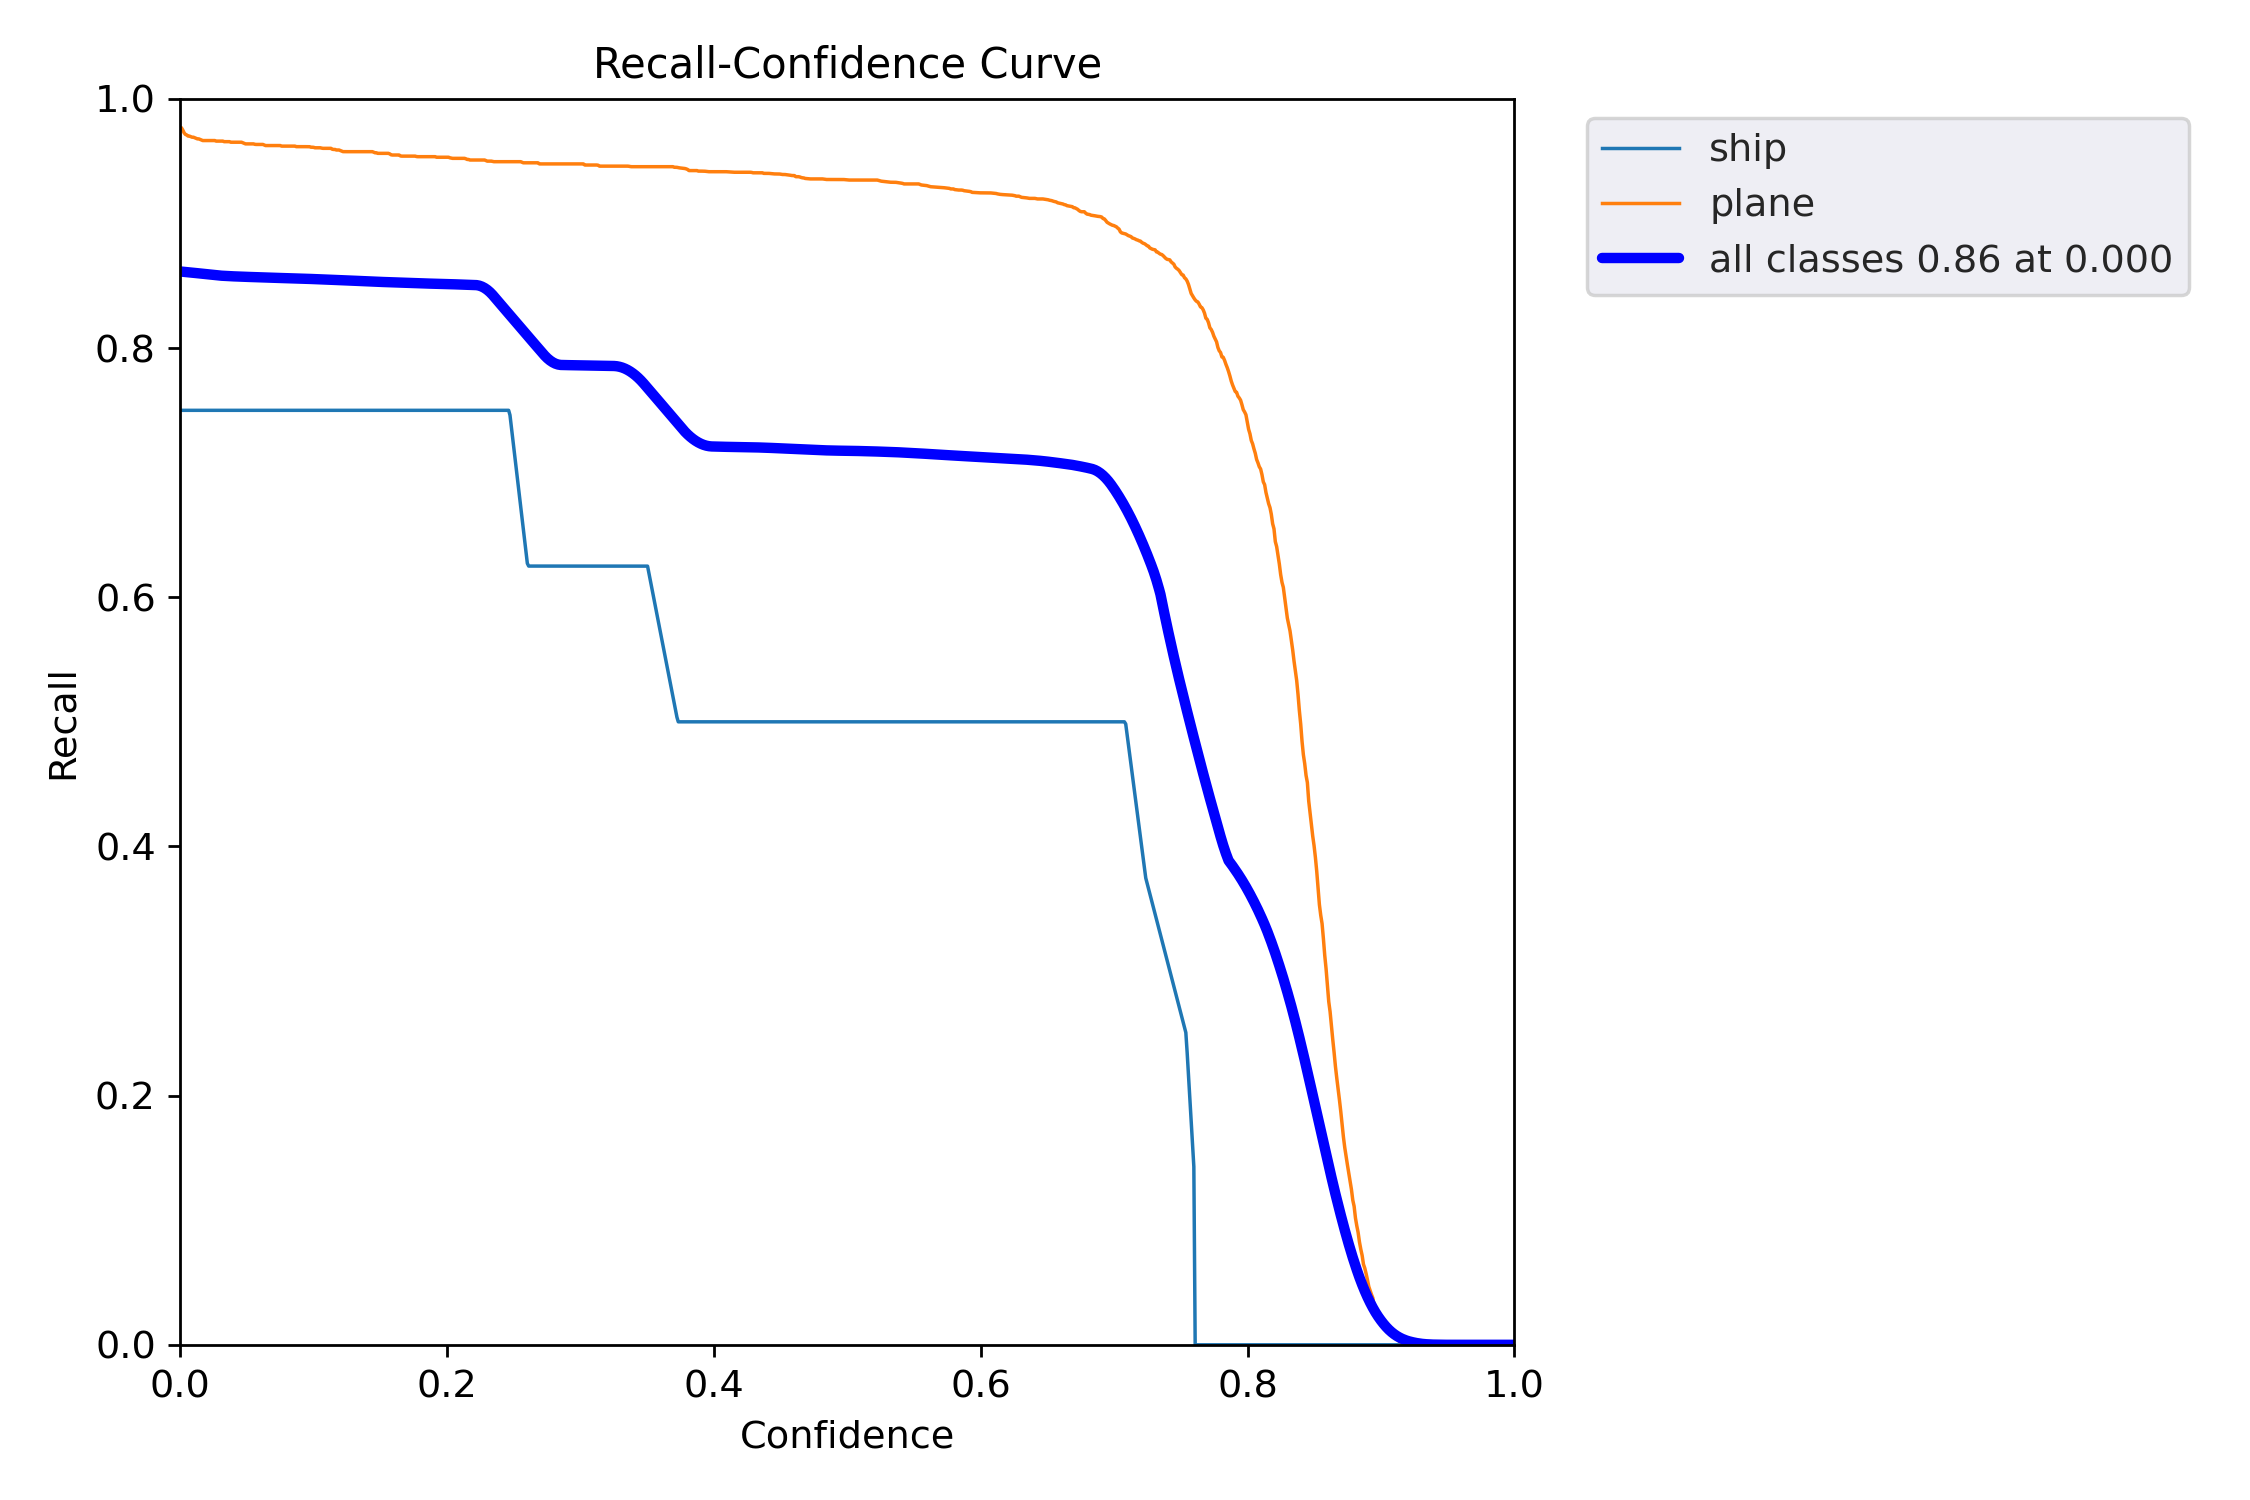 Recall-Confidence Curve
1.0
0.8
0.6
0.4
0.2
0.0
Recall
0.0 0.2 0.4 0.6 0.8 1.0
Confidence
ship
plane
all classes 0.86 at 0.000